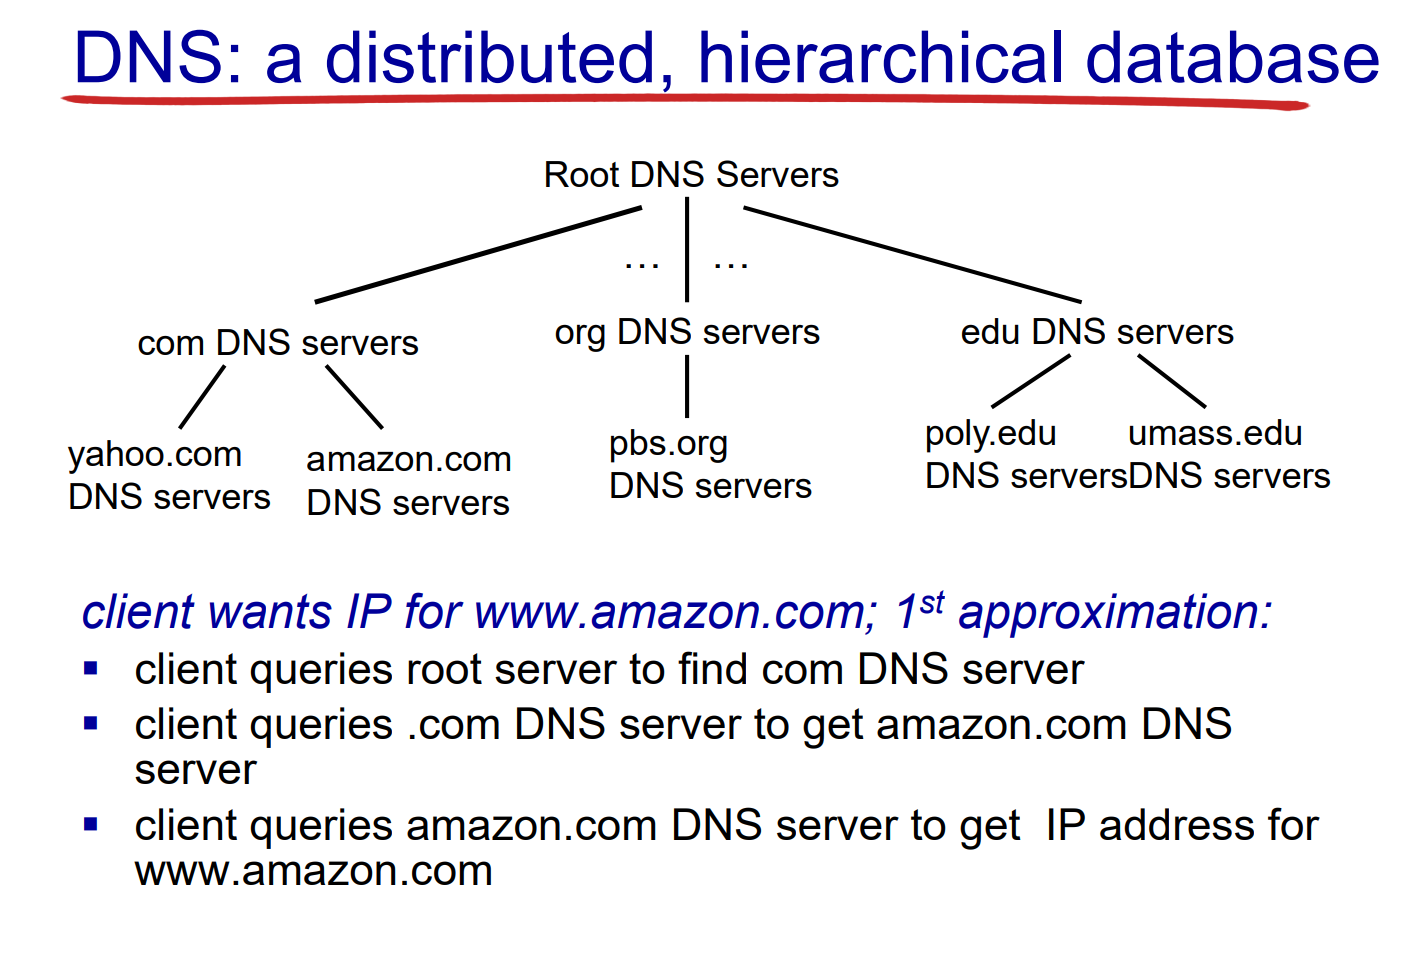 DNS: a distributed, hierarchical database
Root DNS Servers
… …
com DNS servers
org DNS servers
edu DNS servers
yahoo.com
DNS servers
amazon.com
DNS servers
pbs.org
DNS servers
poly.edu
DNS servers
umass.edu
DNS servers
client wants IP for www.amazon.com; 1st approximation:
▪ client queries root server to find com DNS server
▪ client queries .com DNS server to get amazon.com DNS
server
▪ client queries amazon.com DNS server to get  IP address for
www.amazon.com